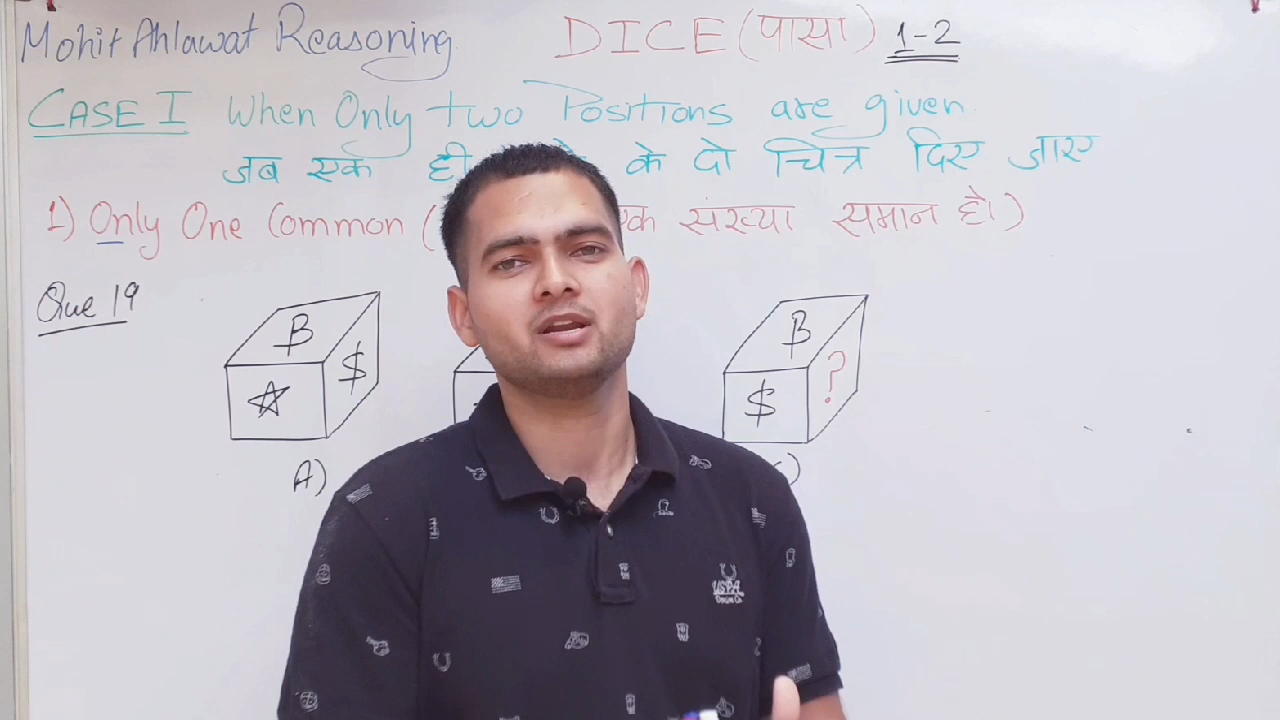 Mohit Ahlawat Reasoning DICE (पासा) 1-2
CASE I When Only two Positions are given.
जब एक ही के दो चित्र दिए जाए
1) Only One Common ( एक संख्या समान हो)
Que 19
B
$
B
$
?
A)
USPA